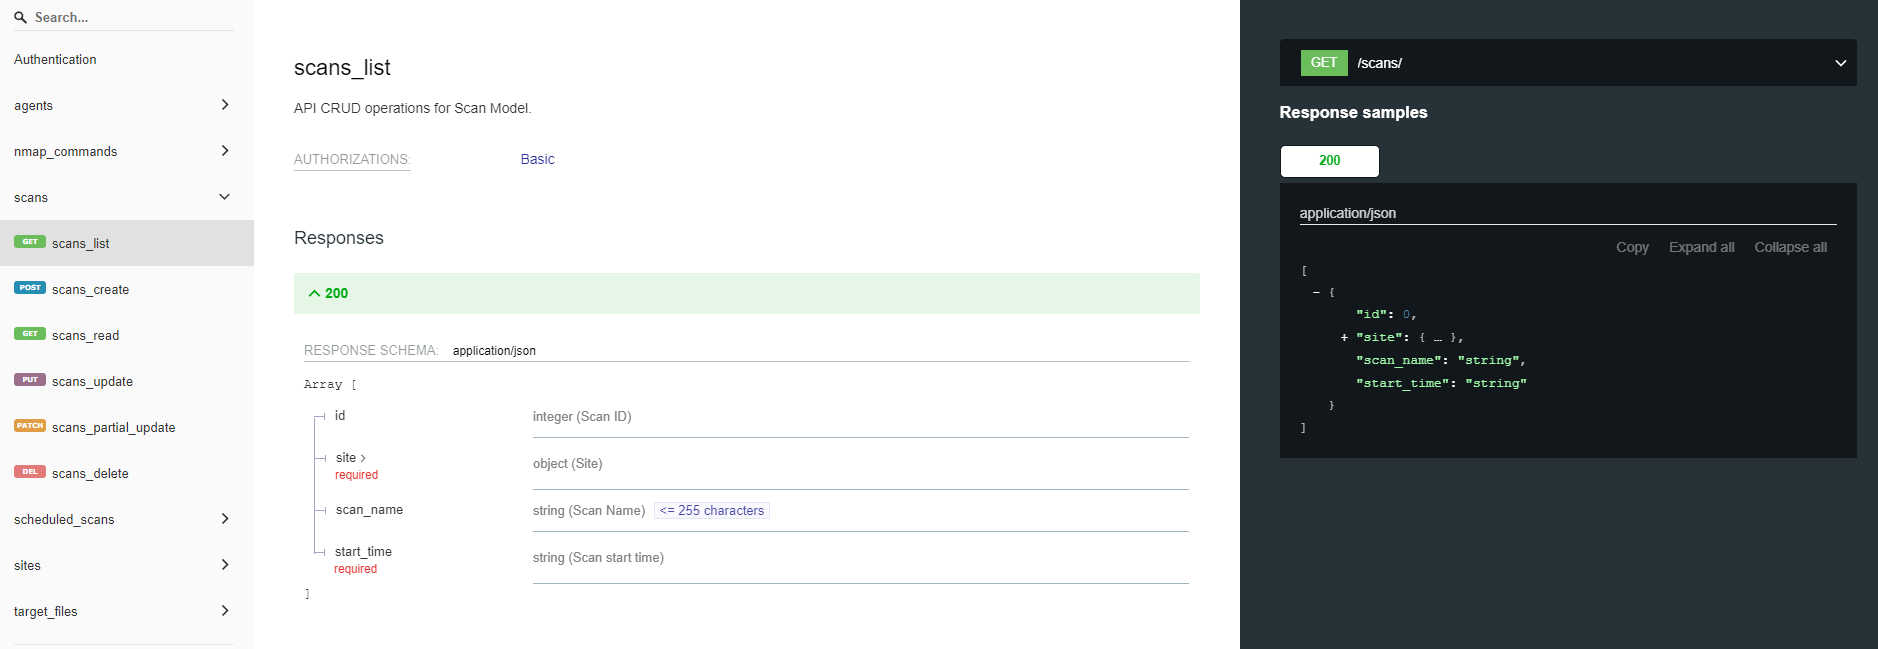 Search...
Authentication
agents
nmap_commands
scans
GET scans_list
POST scans_create
GET scans_read
PUT scans_update
PATCH scans_partial_update
DEL scans_delete
scheduled_scans
sites
target_files
scans_list
API CRUD operations for Scan Model.
AUTHORIZATIONS: Basic
Responses
200
RESPONSE SCHEMA: application/json
Array [
id integer (Scan ID)
site > object (Site)
required
scan_name string (Scan Name) <= 255 characters
start_time string (Scan start time)
required
]
GET /scans/
Response samples
200
application/json
Copy Expand all Collapse all
[
- {
"id": 0,
+ "site": { … },
"scan_name": "string",
"start_time": "string"
}
]